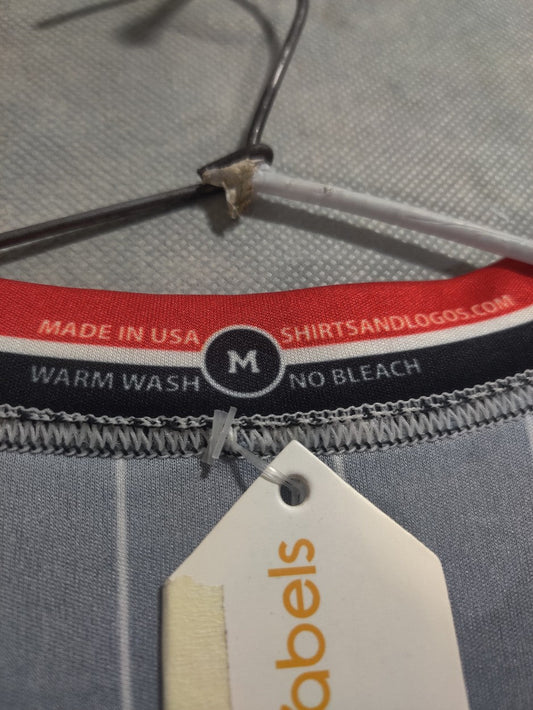 MADE IN USA
SHIRTSANDLOGOS.COM
M
WARM WASH
NO BLEACH
abels